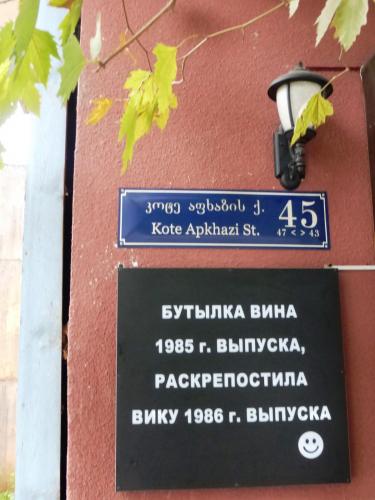 კოტე აფხაზის ქ.
Kote Apkhazi St.
45
47 < > 43
БУТЫЛКА ВИНА
1985 г. ВЫПУСКА,
РАСКРЕПОСТИЛА
ВИКУ 1986 г. ВЫПУСКА